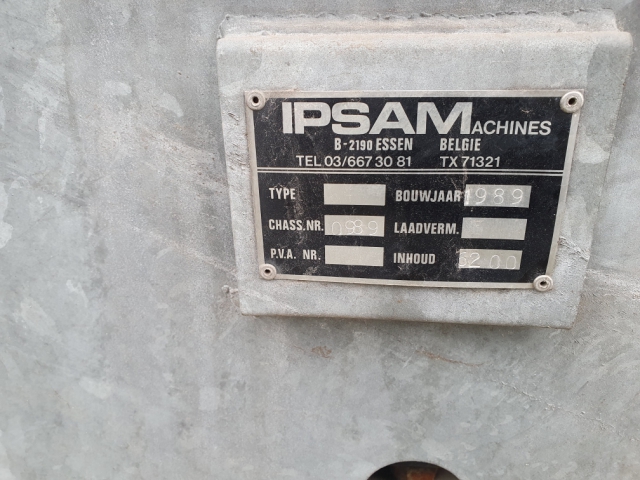 IPSAMACHINES
B-2190 ESSEN BELGIE
TEL.03/667 30 81 TX 71321
TYPE BOUWJAAR 1989
CHASS.NR. 0989 LAADVERM.
P.V.A. NR. INHOUD 5200